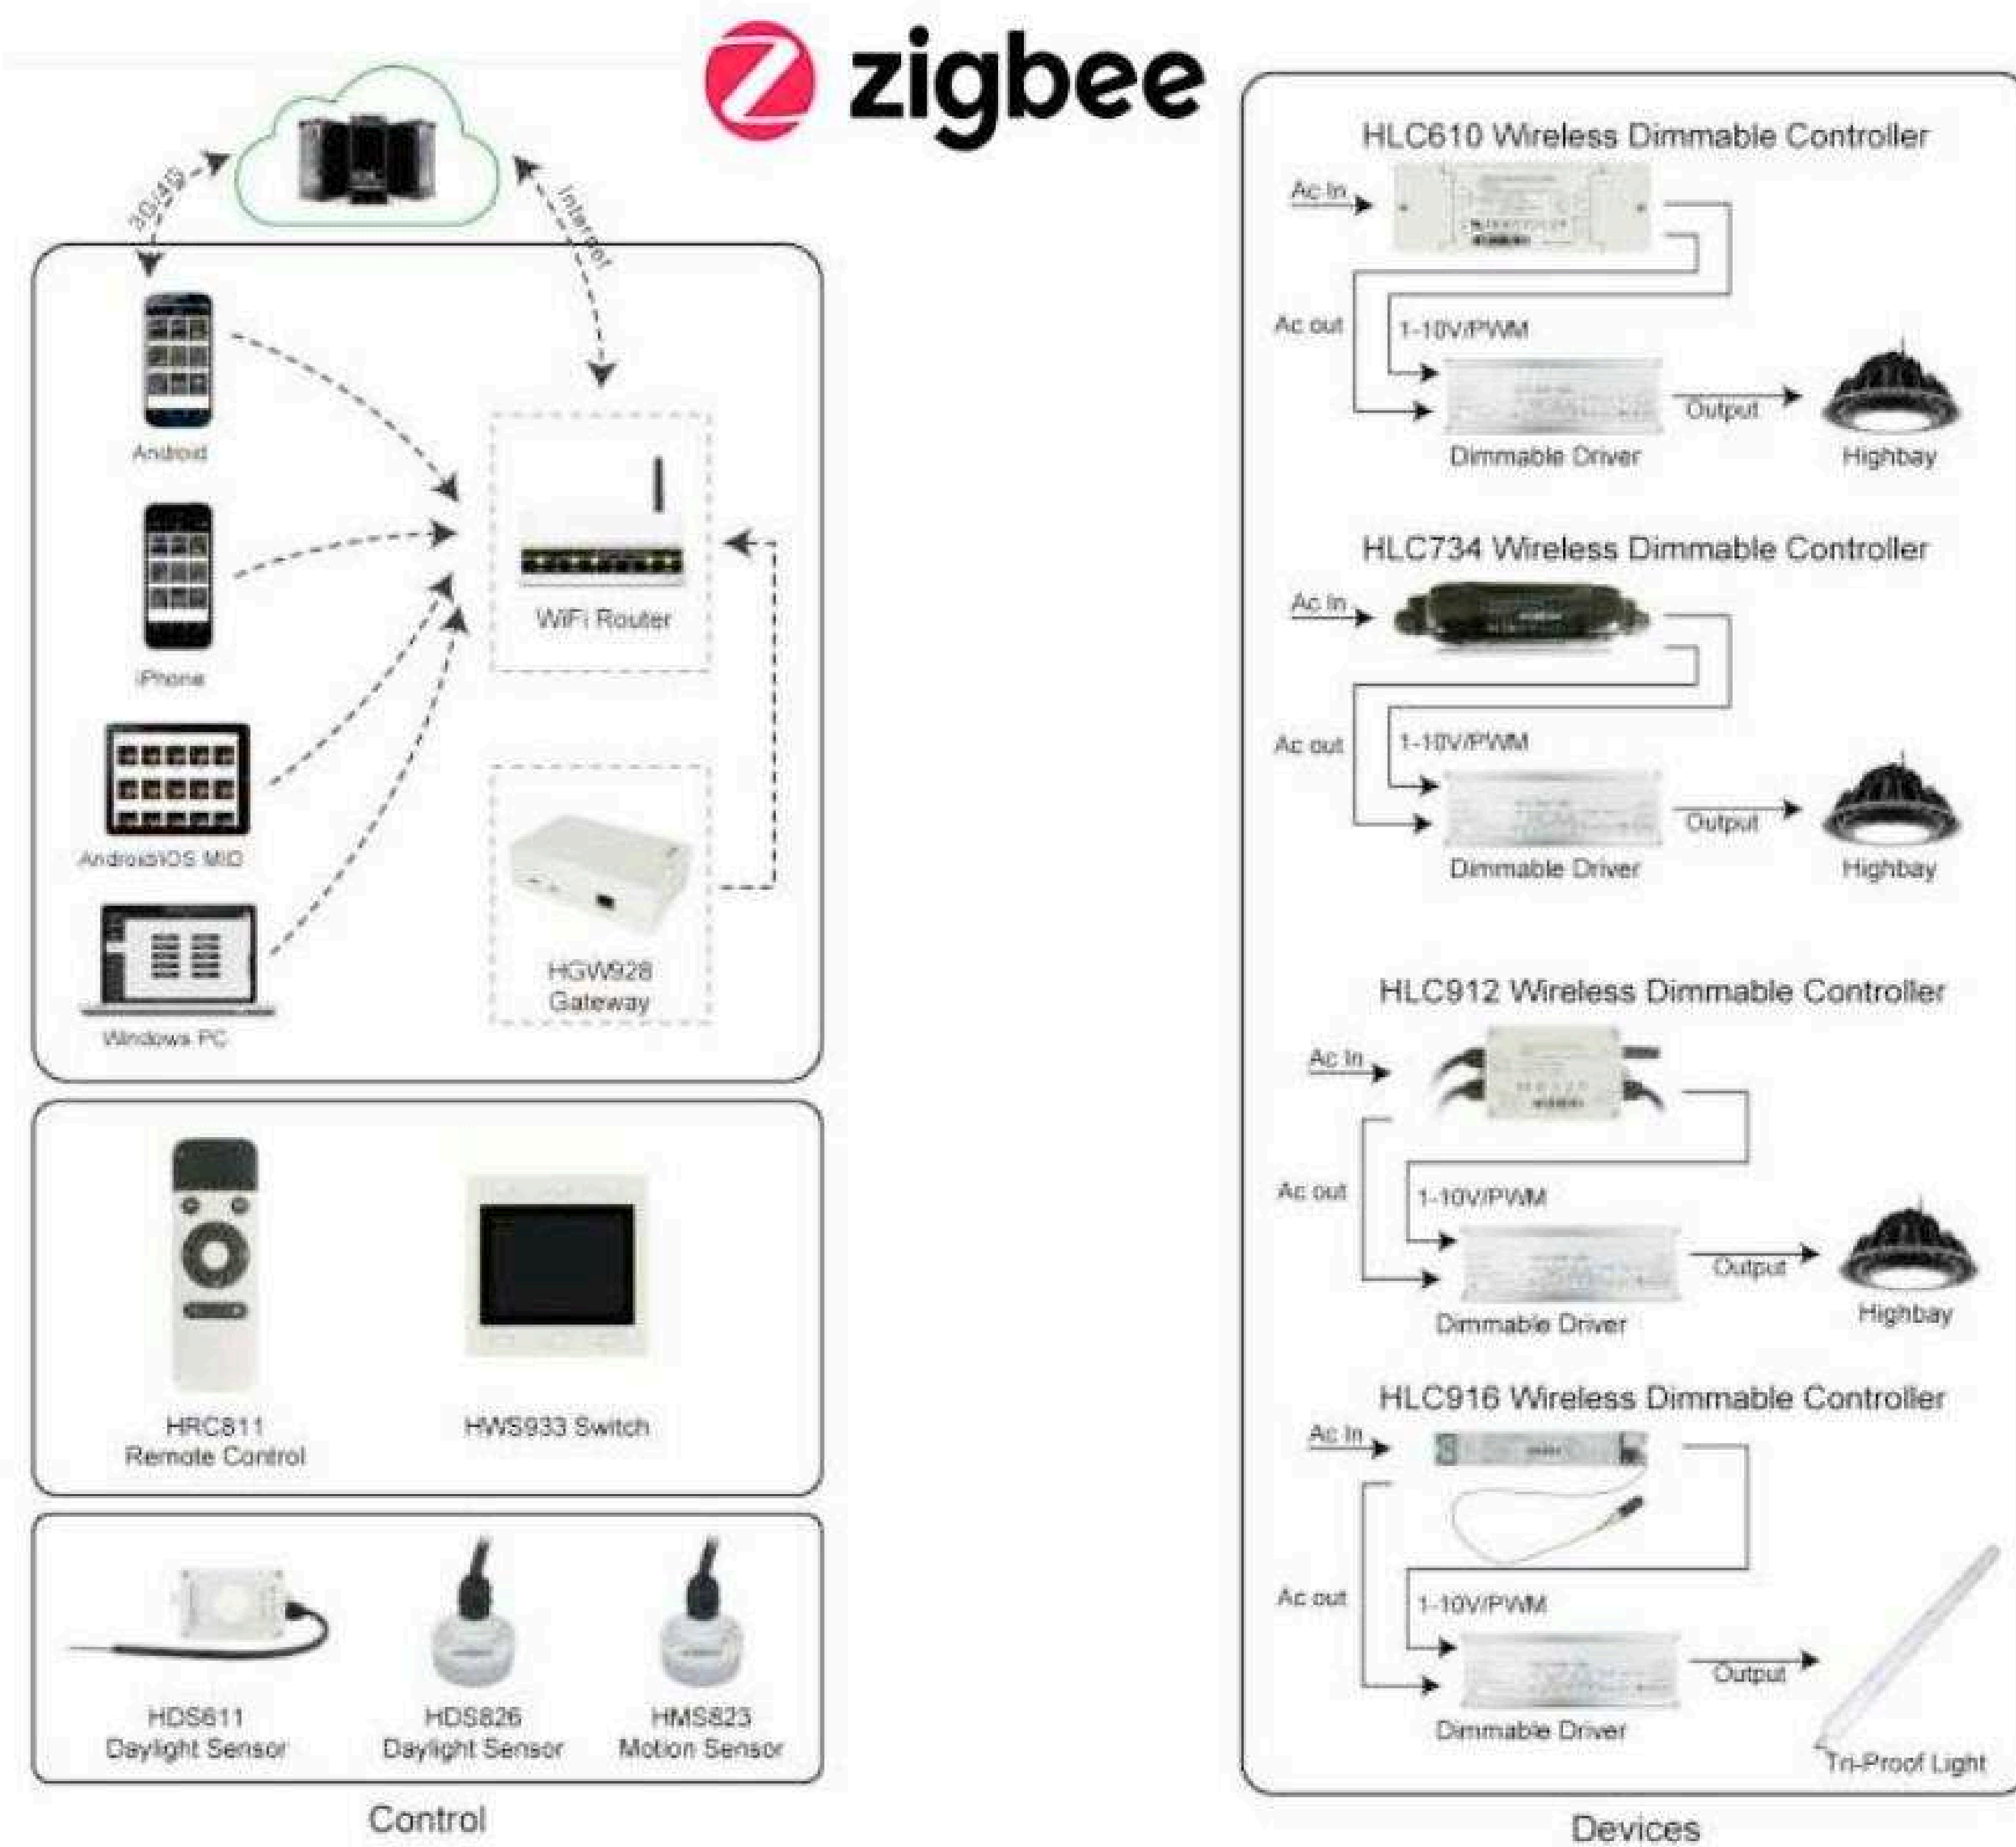 zigbee
3G/4G
Internet
Android
iPhone
Android/iOS MID
Windows PC
WiFi Router
HGW928
Gateway
HRC811
Remote Control
HWS933 Switch
HDS611
Daylight Sensor
HDS826
Daylight Sensor
HMS823
Motion Sensor
Control
HLC610 Wireless Dimmable Controller
Ac In
Ac out
1-10V/PWM
Output
Dimmable Driver
Highbay
HLC734 Wireless Dimmable Controller
Ac In
Ac out
1-10V/PWM
Output
Dimmable Driver
Highbay
HLC912 Wireless Dimmable Controller
Ac In
Ac out
1-10V/PWM
Output
Dimmable Driver
Highbay
HLC916 Wireless Dimmable Controller
Ac In
Ac out
1-10V/PWM
Output
Dimmable Driver
Tri-Proof Light
Devices